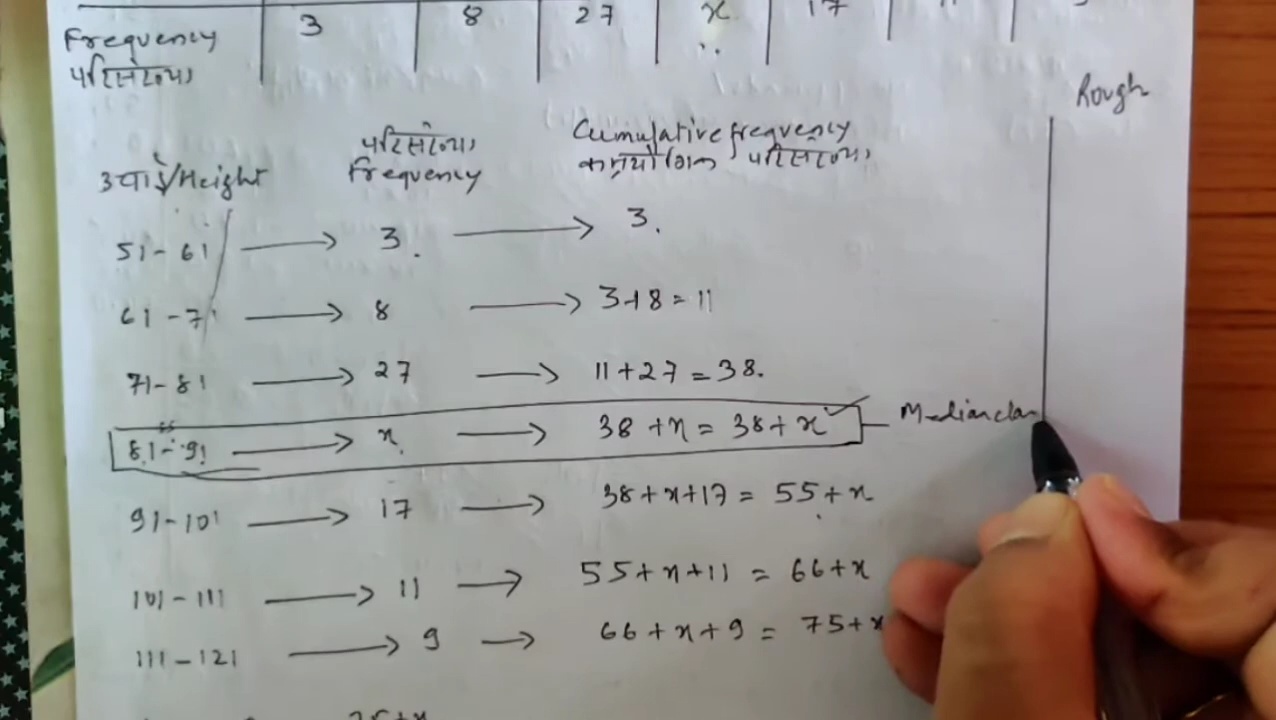 Frequency 3 8 27 x 17
परिसंख्या
Rough
परिसंख्या Cumulative frequency
ऊंचाई/Height frequency परिसंख्या
51-61 → 3. → 3.
61-71 → 8 → 3+8=11
71-81 → 27 → 11+27=38.
81-91 → x → 38+x=38+x Median clas
91-101 → 17 → 38+x+17=55+x
101-111 → 11 → 55+x+11=66+x
111-121 → 9 → 66+x+9=75+x